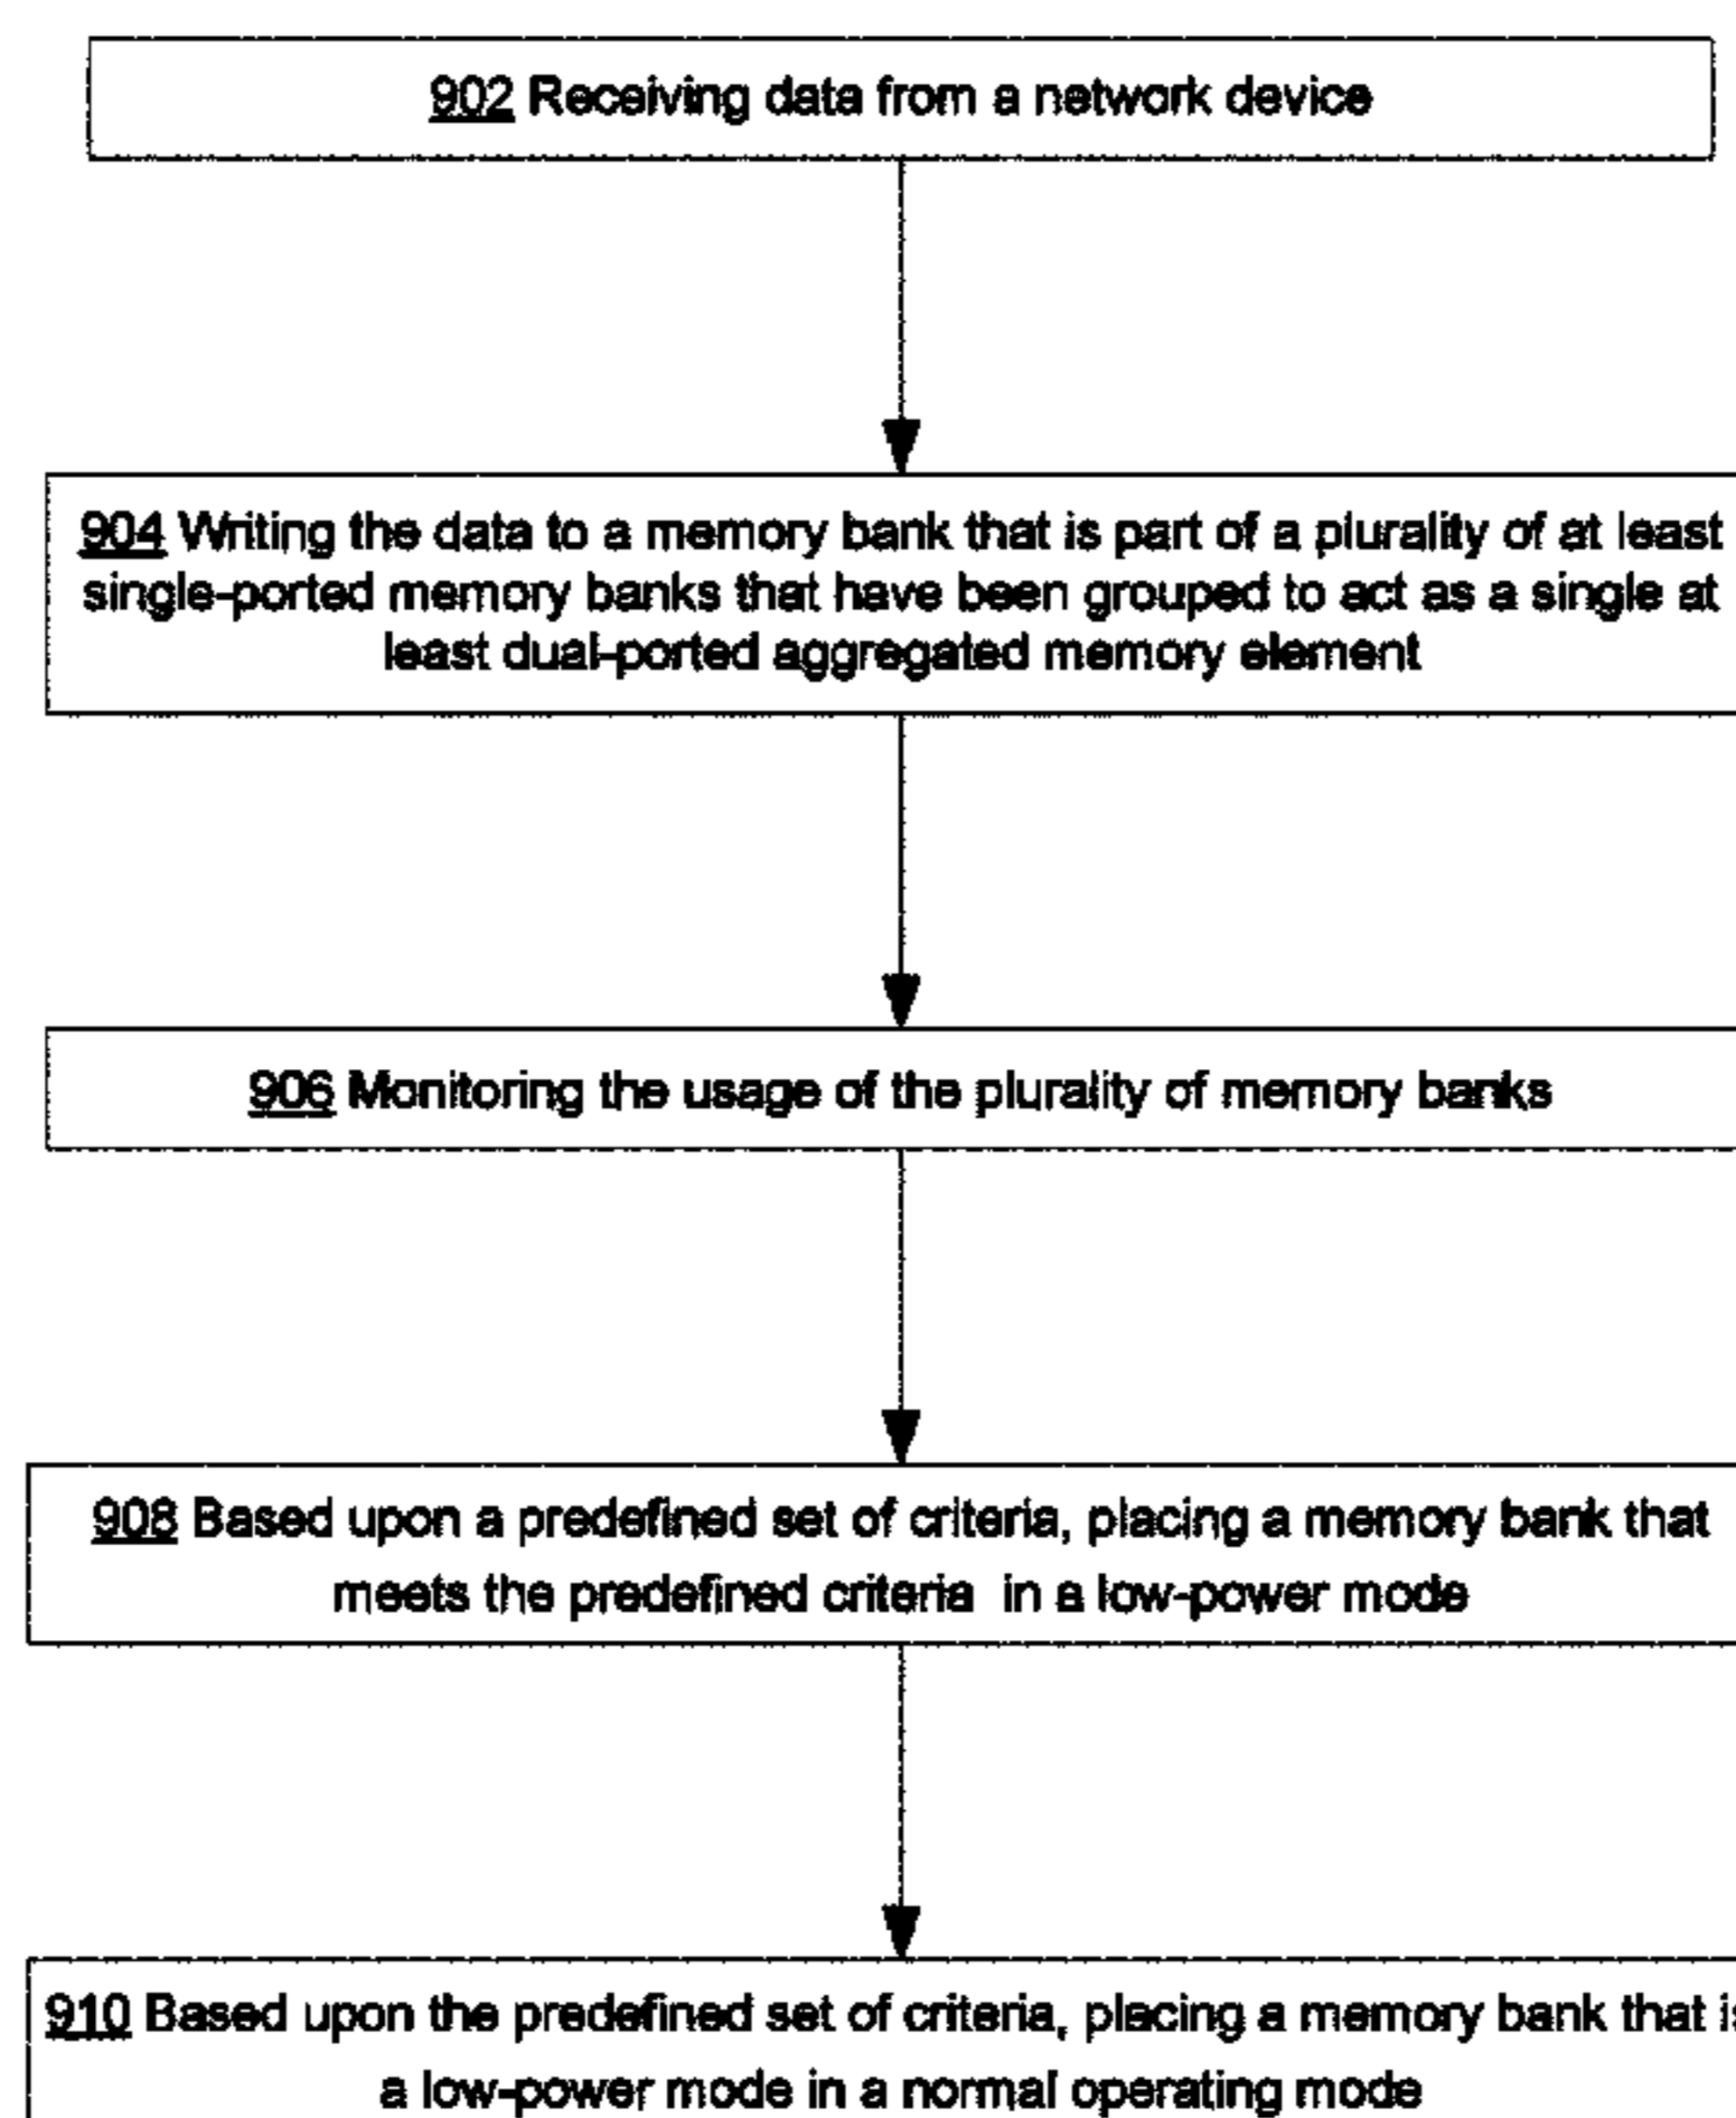 902 Receiving data from a network device
904 Writing the data to a memory bank that is part of a plurality of at least
single-ported memory banks that have been grouped to act as a single at
least dual-ported aggregated memory element
906 Monitoring the usage of the plurality of memory banks
908 Based upon a predefined set of criteria, placing a memory bank that
meets the predefined criteria in a low-power mode
910 Based upon the predefined set of criteria, placing a memory bank that
a low-power mode in a normal operating mode